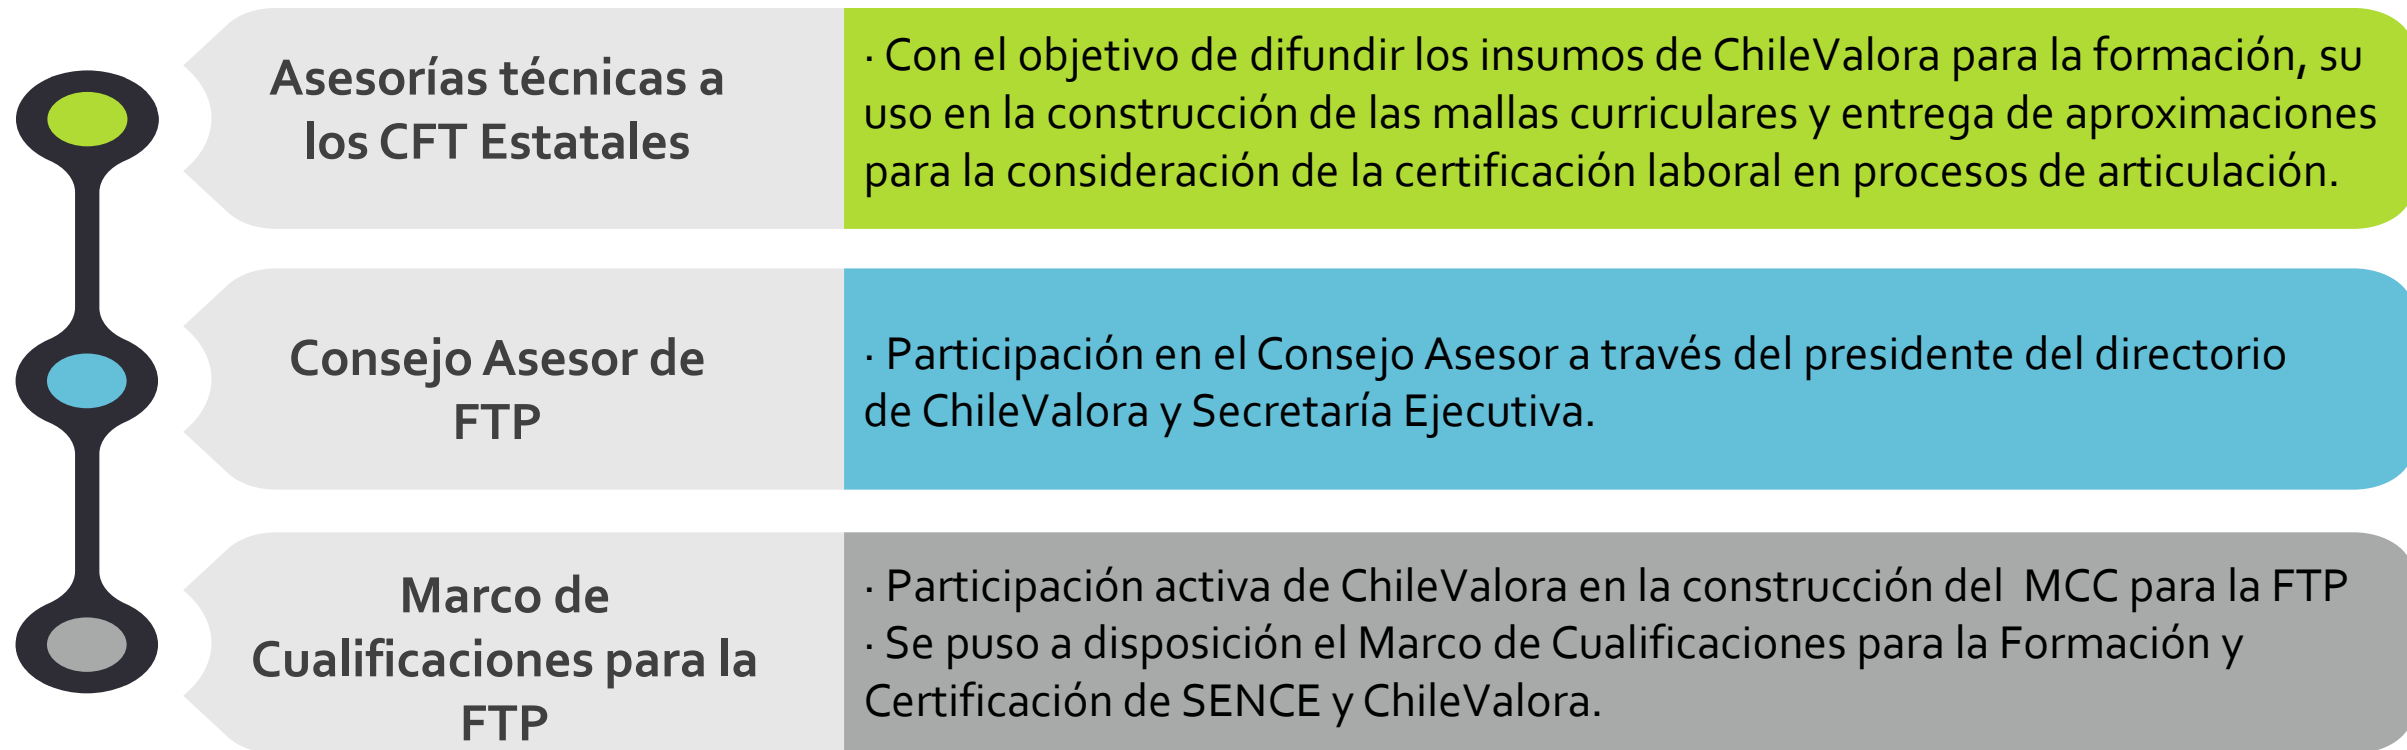 Asesorías técnicas a
los CFT Estatales
· Con el objetivo de difundir los insumos de ChileValora para la formación, su
uso en la construcción de las mallas curriculares y entrega de aproximaciones
para la consideración de la certificación laboral en procesos de articulación.
Consejo Asesor de
FTP
· Participación en el Consejo Asesor a través del presidente del directorio
de ChileValora y Secretaría Ejecutiva.
Marco de
Cualificaciones para la
FTP
· Participación activa de ChileValora en la construcción del  MCC para la FTP
· Se puso a disposición el Marco de Cualificaciones para la Formación y
Certificación de SENCE y ChileValora.